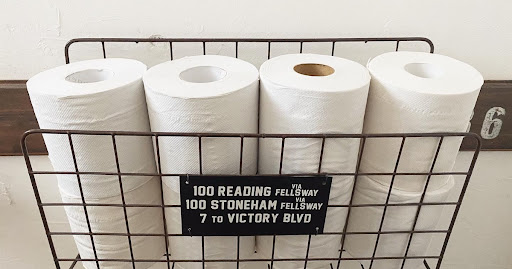 100 READING VIA FELLSWAY
100 STONEHAM VIA FELLSWAY
7 TO VICTORY BLVD
6